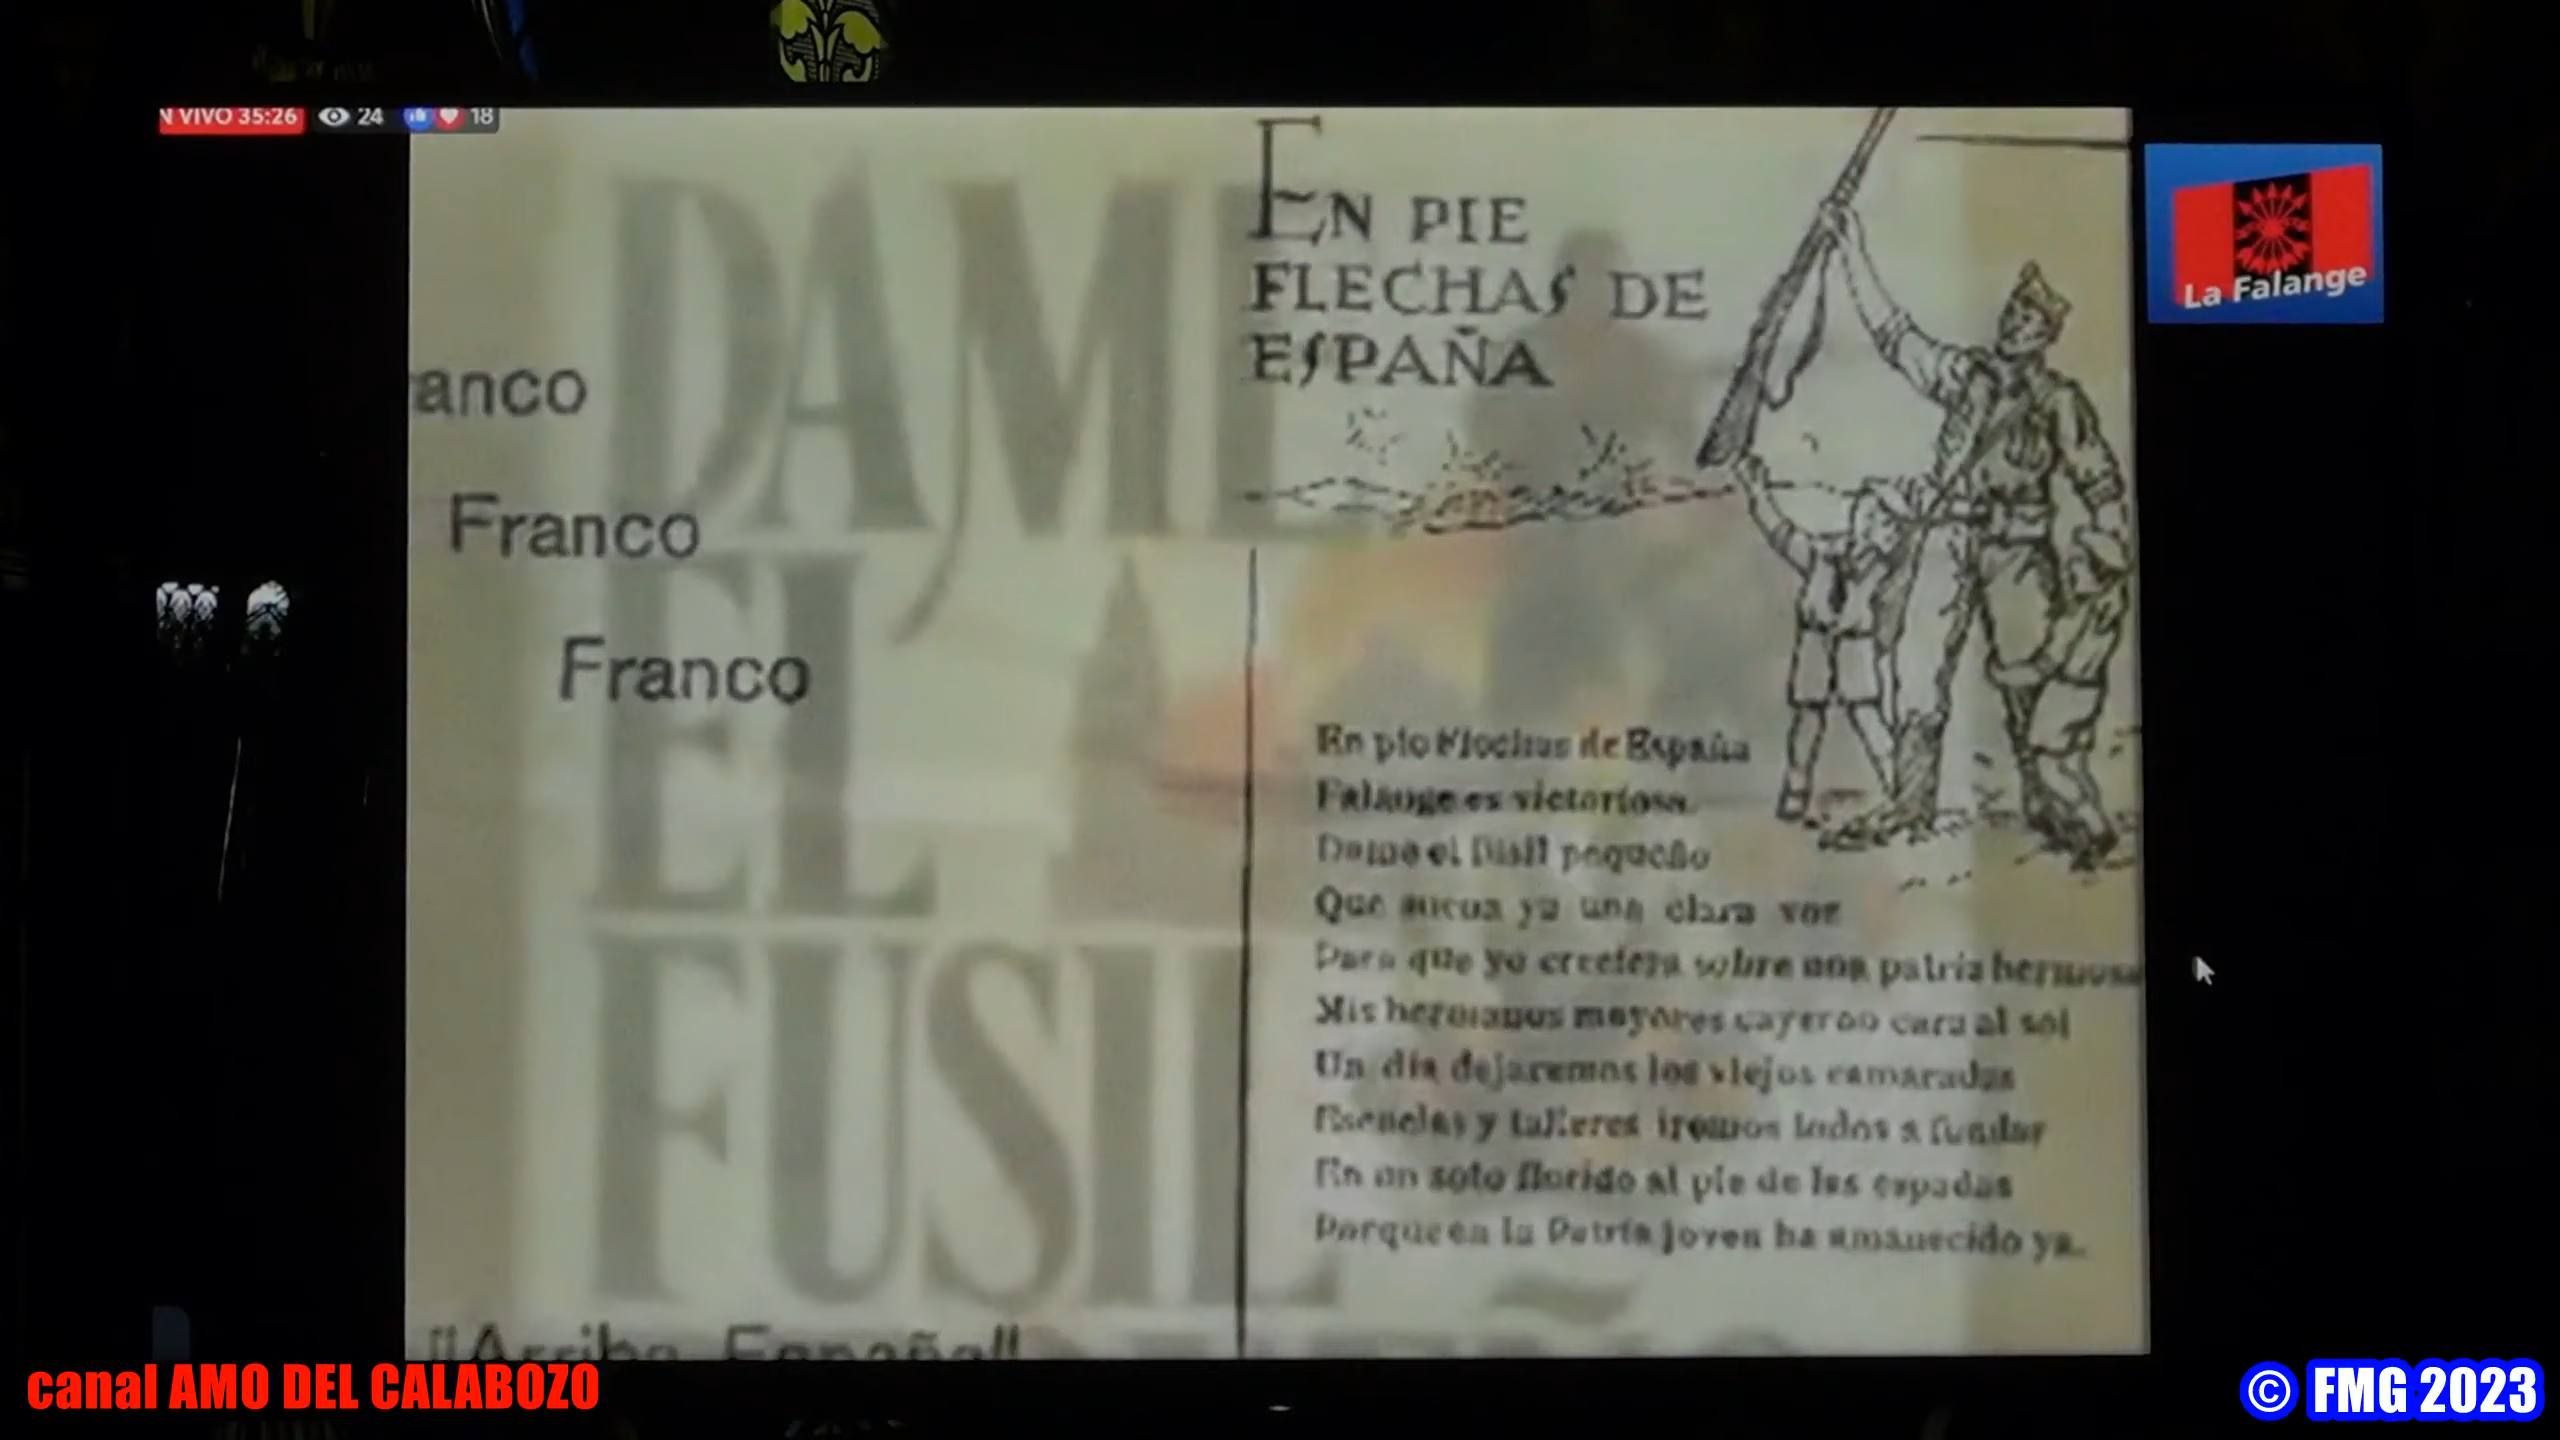 N VIVO 35:26 24 18
La Falange
anco
Franco
Franco
DAME
EL
FUSIL
EN PIE
FLECHAS DE
ESPAÑA
En pie Flechas de España
Falange es victoriosa.
Dame el fusil pequeño
Que suena ya una clara voz
Para que yo creciera sobre una patria hermosa
Mis hermanos mayores cayeron cara al sol
Un día dejaremos los viejos camaradas
Escuelas y talleres iremos todos a fundar
En un soto florido al pie de las espadas
Porque en la Patria joven ha amanecido ya.
¡¡Arriba España!!
canal AMO DEL CALABOZO
© FMG 2023